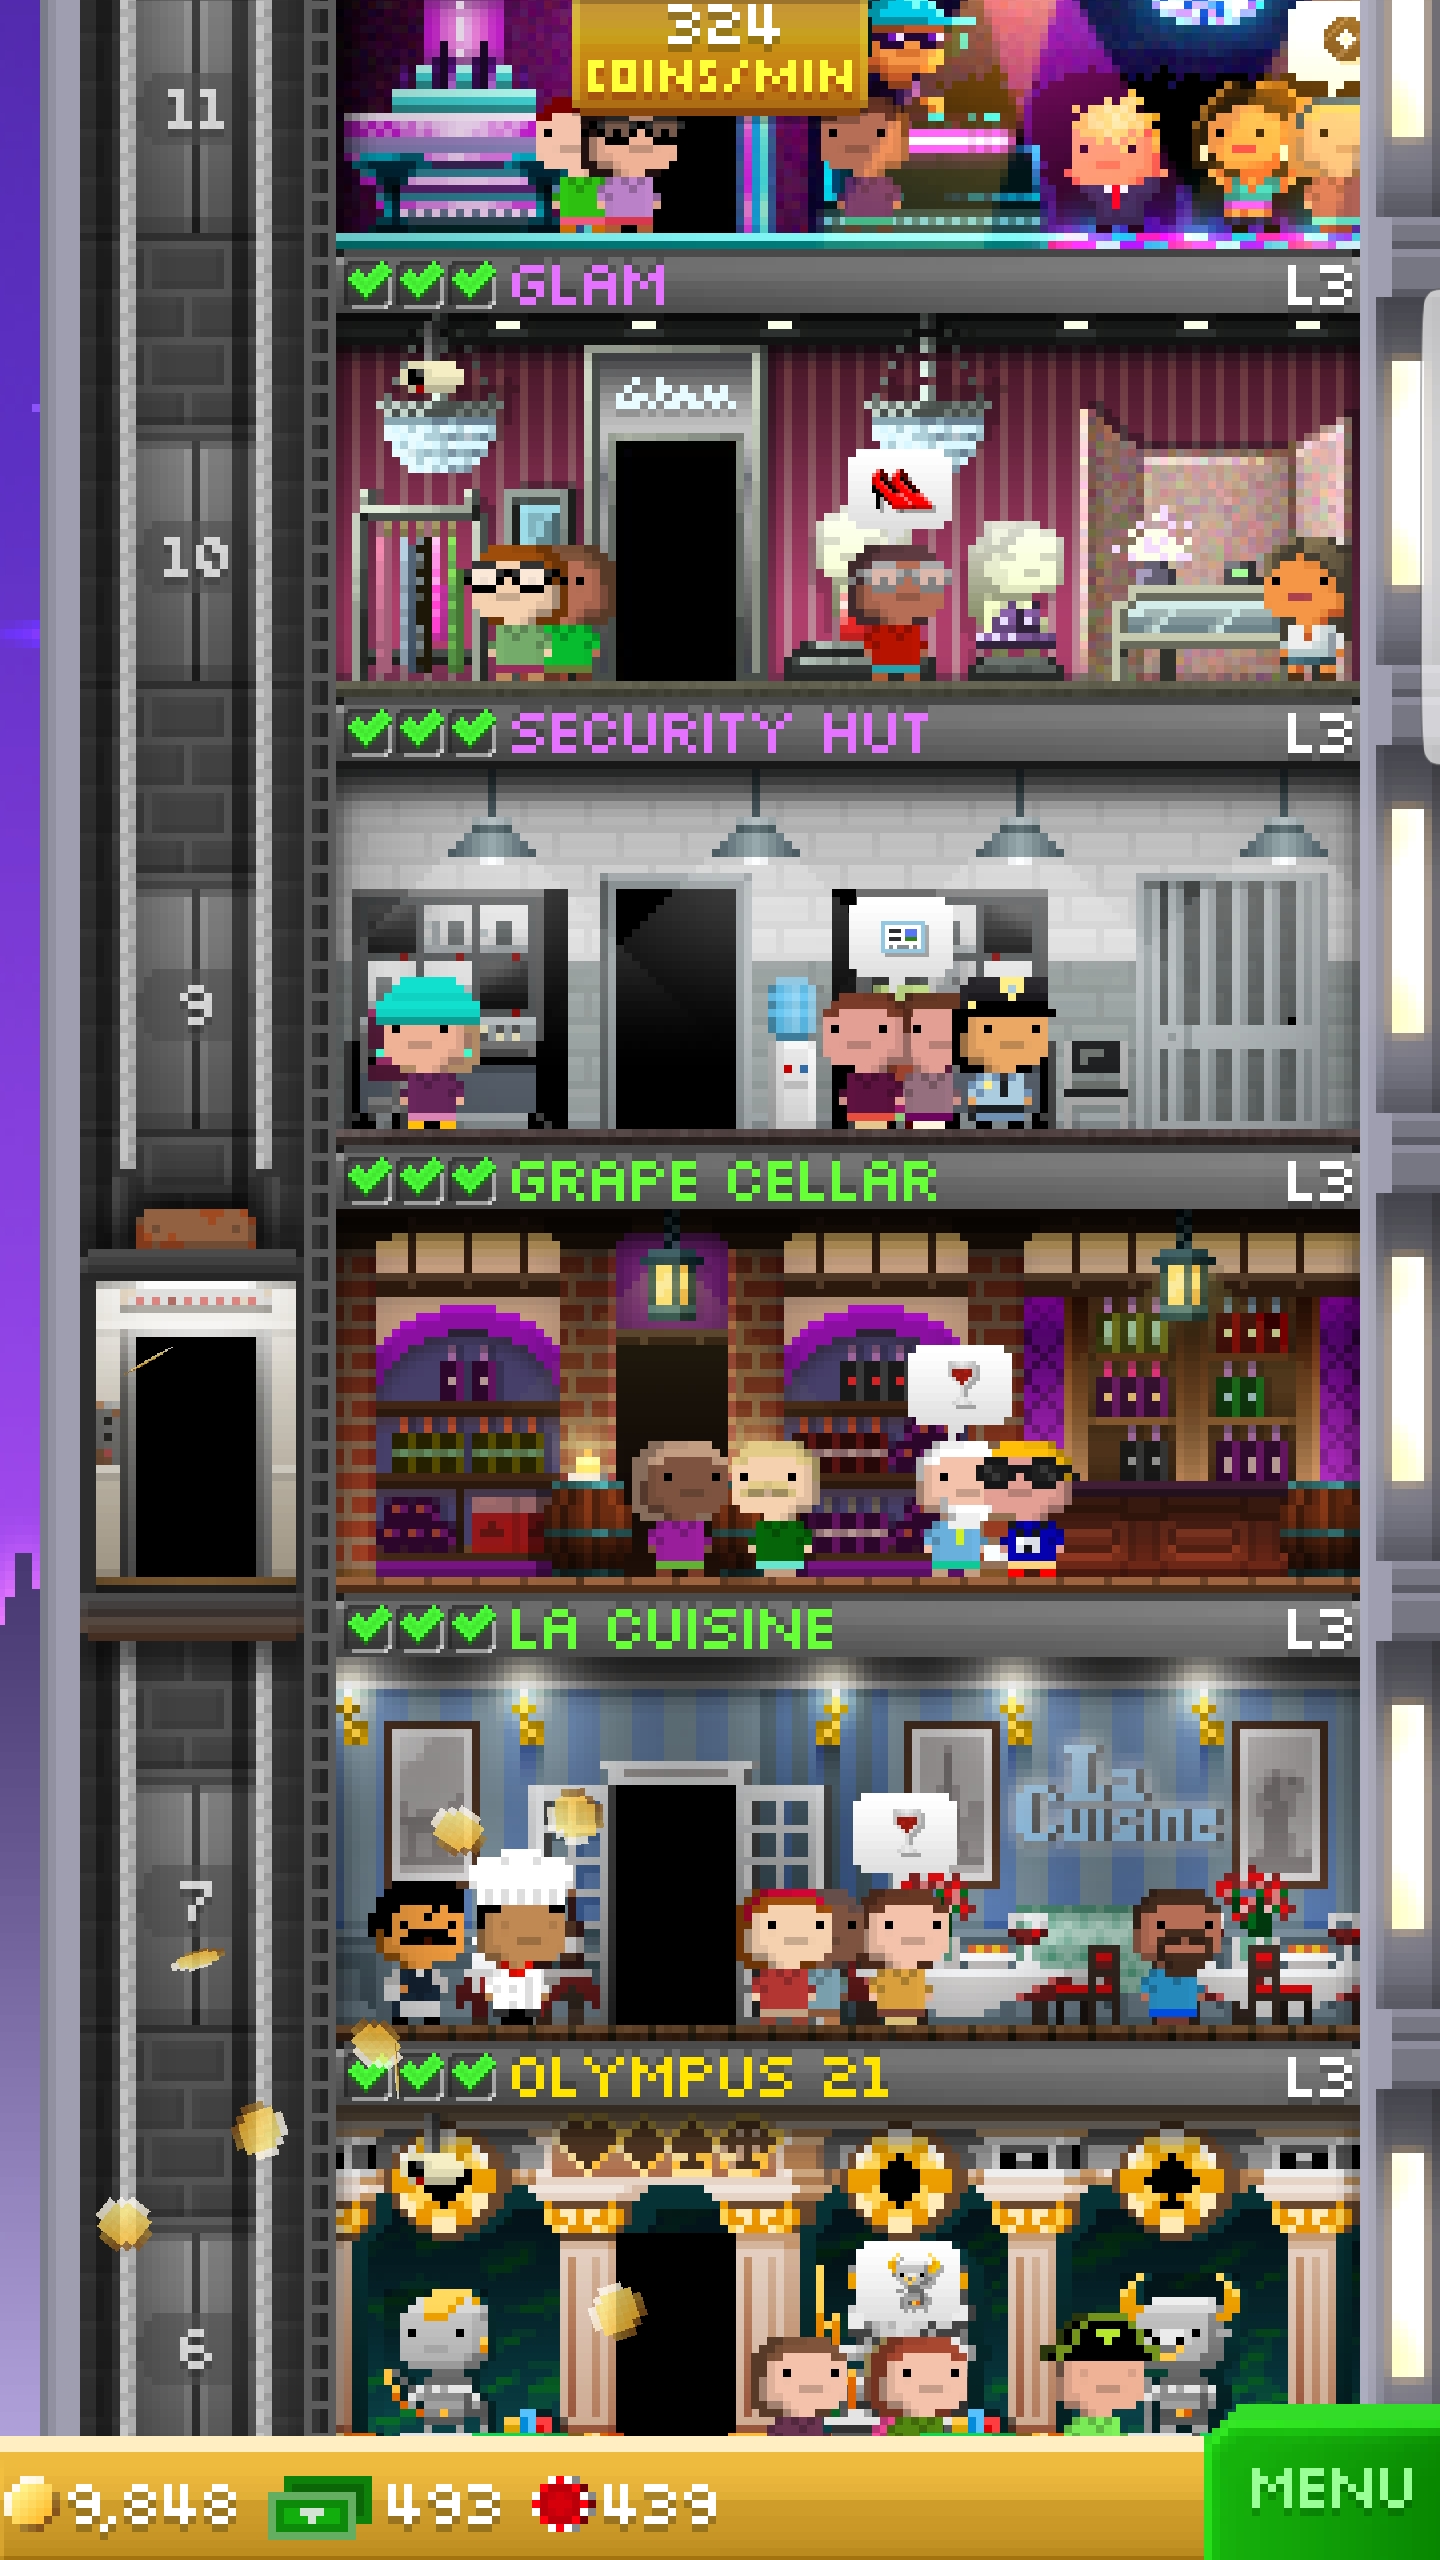 324
COINS/MIN
11
GLAM L3
Glam
10
SECURITY HUT L3
9
GRAPE CELLAR L3
LA CUISINE L3
La
Cuisine
7
OLYMPUS 21 L3
6
9,848 493 439
MENU